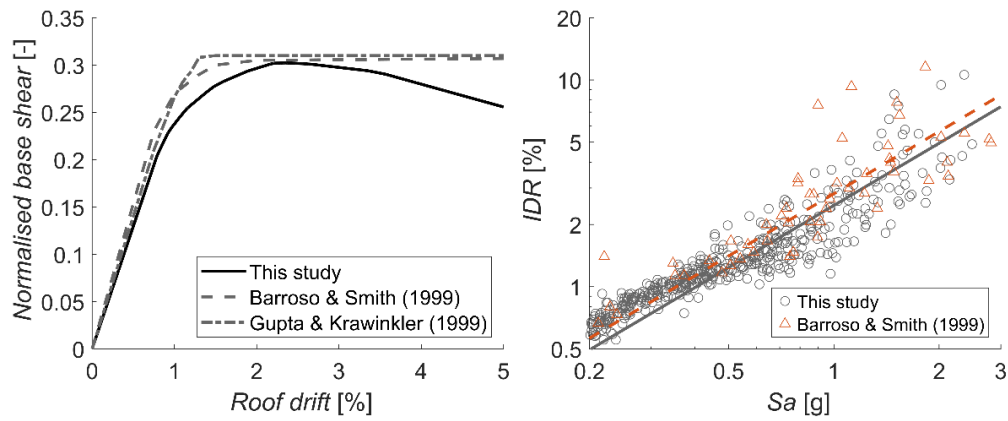 Normalised base shear [-]
0.35
0.3
0.25
0.2
0.15
0.1
0.05
0
0
1
2
3
4
5
Roof drift [%]
This study
Barroso & Smith (1999)
Gupta & Krawinkler (1999)
IDR [%]
20
10
5
2
1
0.5
0.2
0.5
1
2
3
Sa [g]
This study
Barroso & Smith (1999)